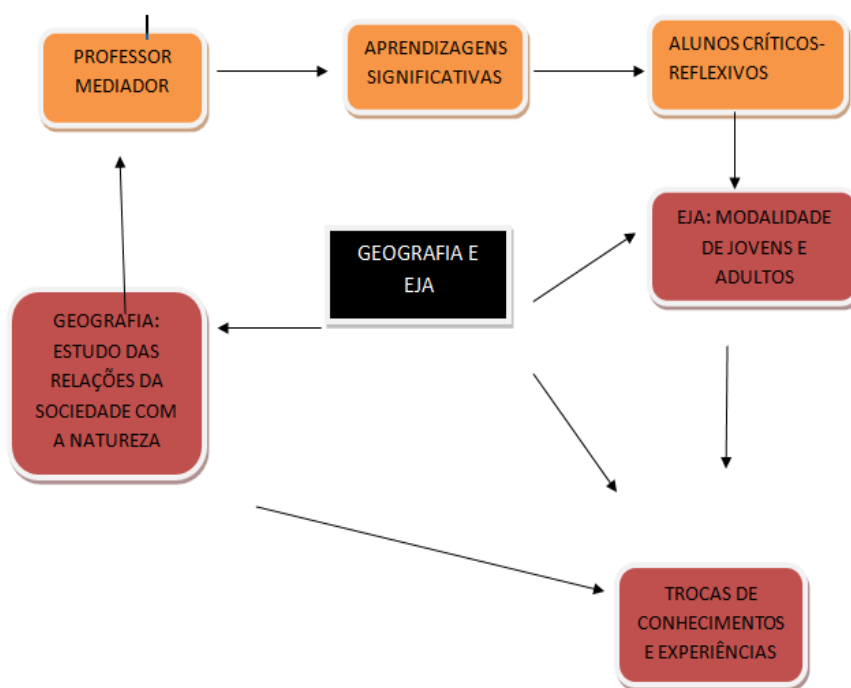 PROFESSOR
MEDIADOR
APRENDIZAGENS
SIGNIFICATIVAS
ALUNOS CRÍTICOS-
REFLEXIVOS
GEOGRAFIA E
EJA
EJA: MODALIDADE
DE JOVENS E
ADULTOS
GEOGRAFIA:
ESTUDO DAS
RELAÇÕES DA
SOCIEDADE COM
A NATUREZA
TROCAS DE
CONHECIMENTOS
E EXPERIÊNCIAS